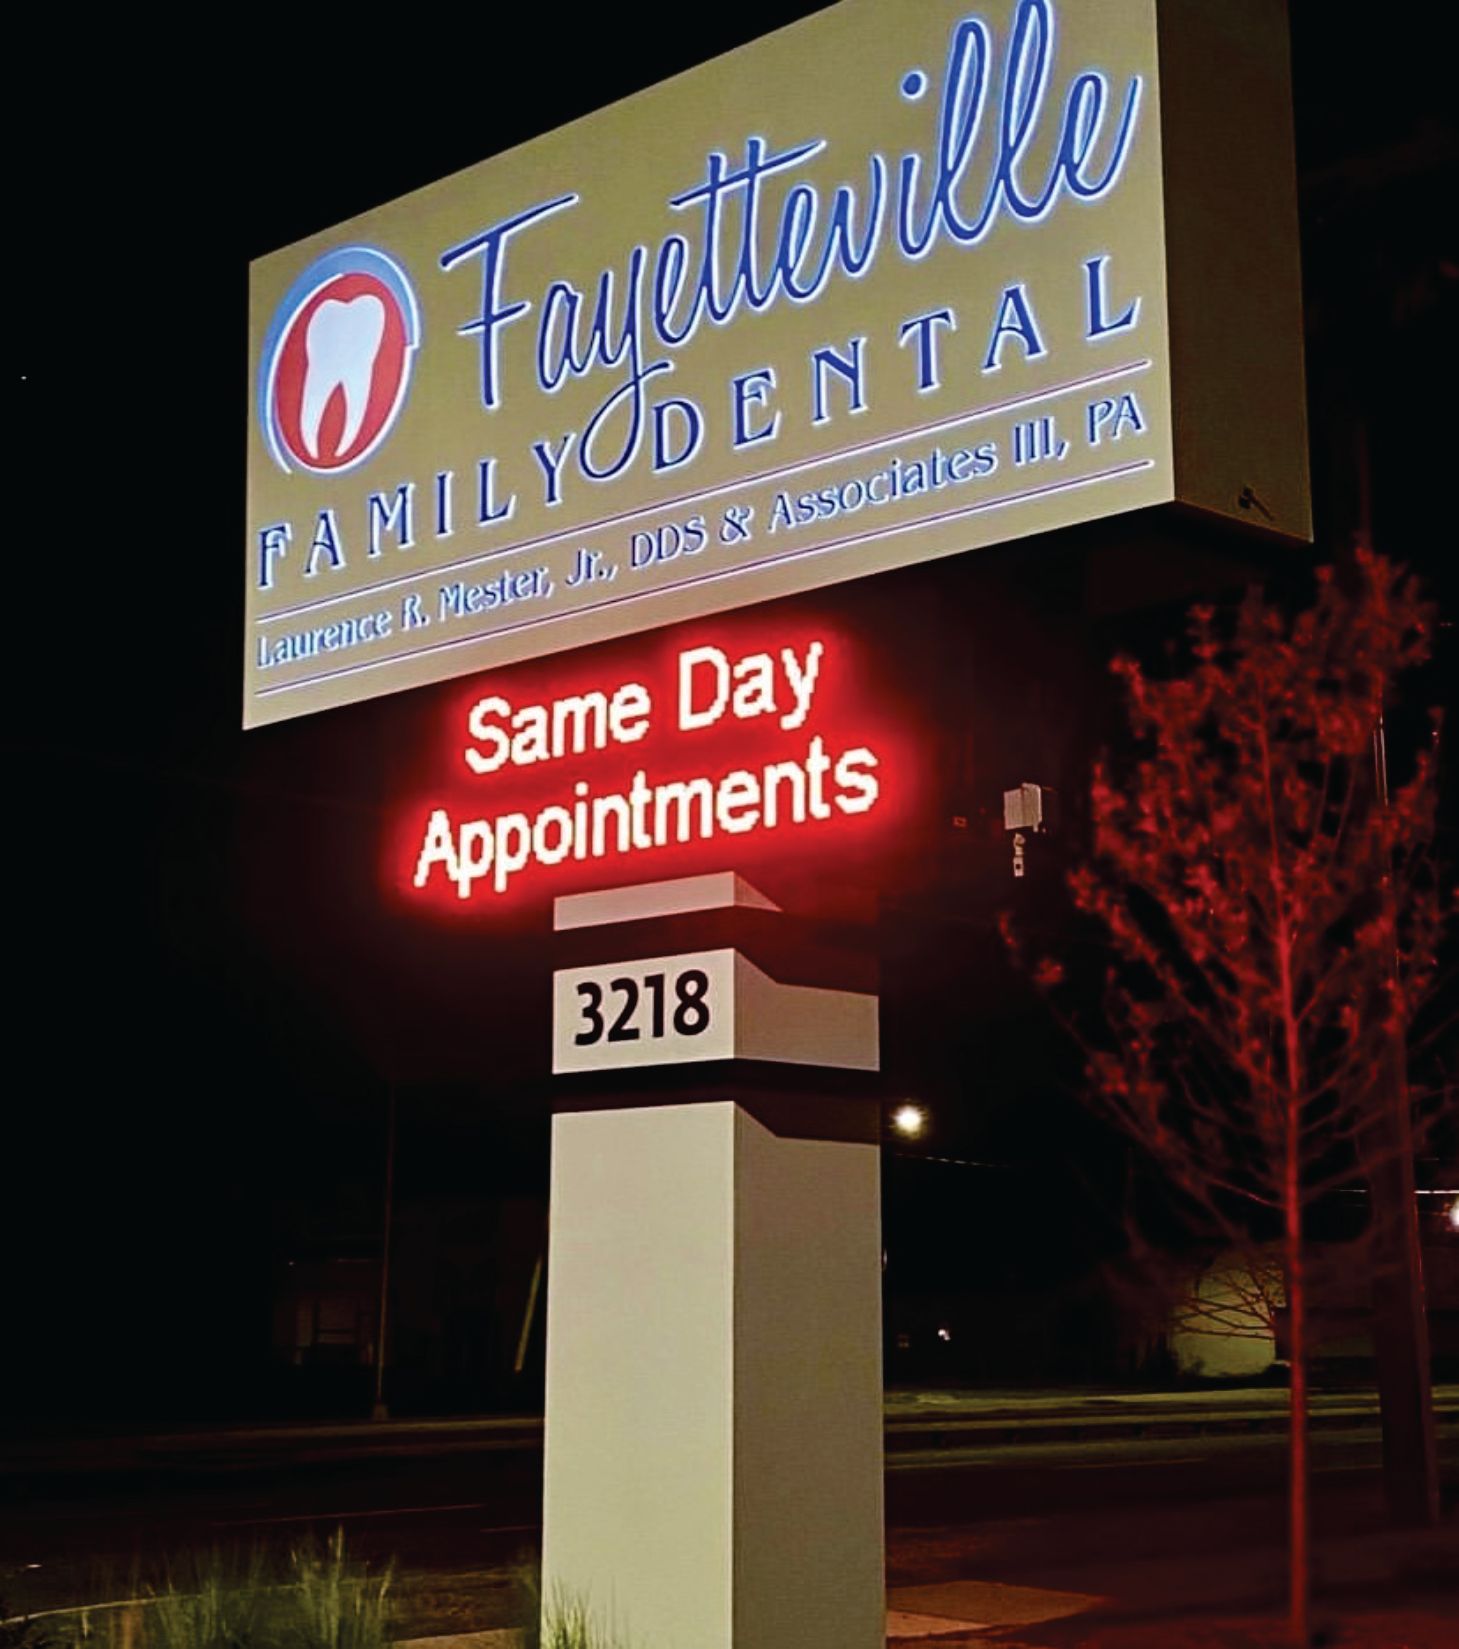 Fayetteville
FAMILY DENTAL
Laurence R. Mester, Jr., DDS & Associates III, PA
Same Day
Appointments
3218